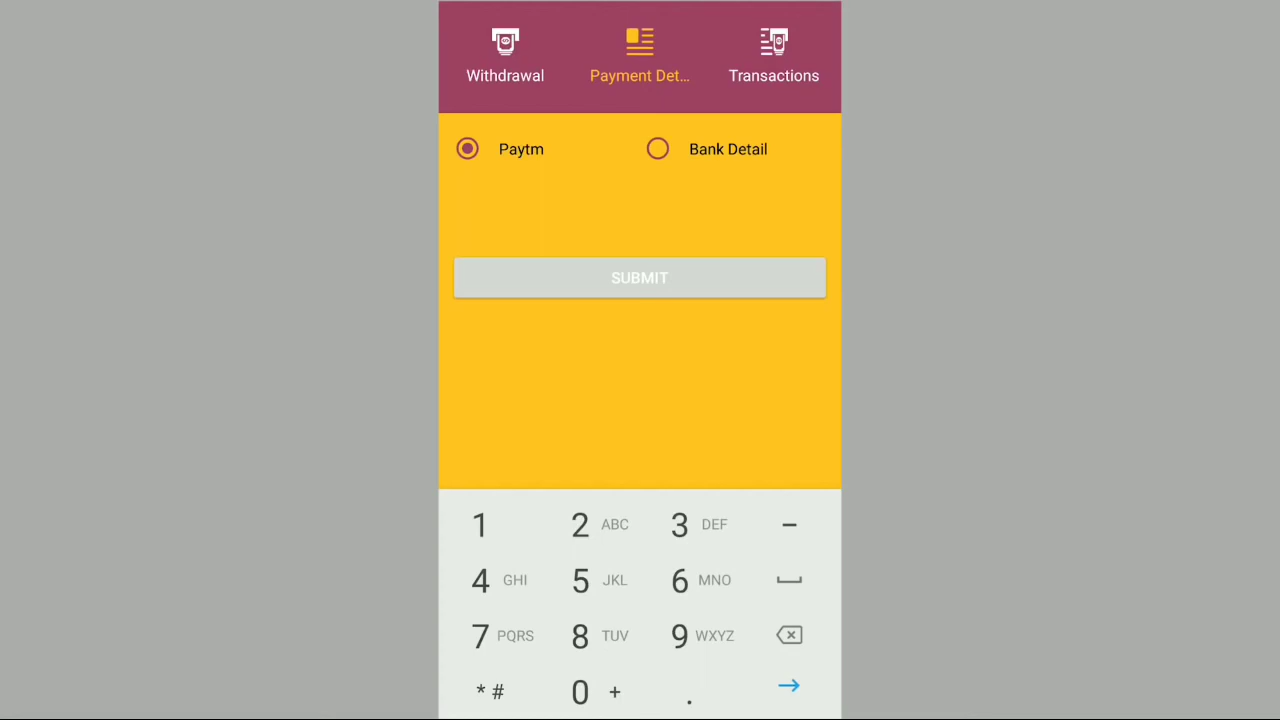 Withdrawal Payment Det... Transactions
Paytm Bank Detail
SUBMIT
1 2 ABC 3 DEF –
4 GHI 5 JKL 6 MNO
7 PQRS 8 TUV 9 WXYZ
* # 0 + .